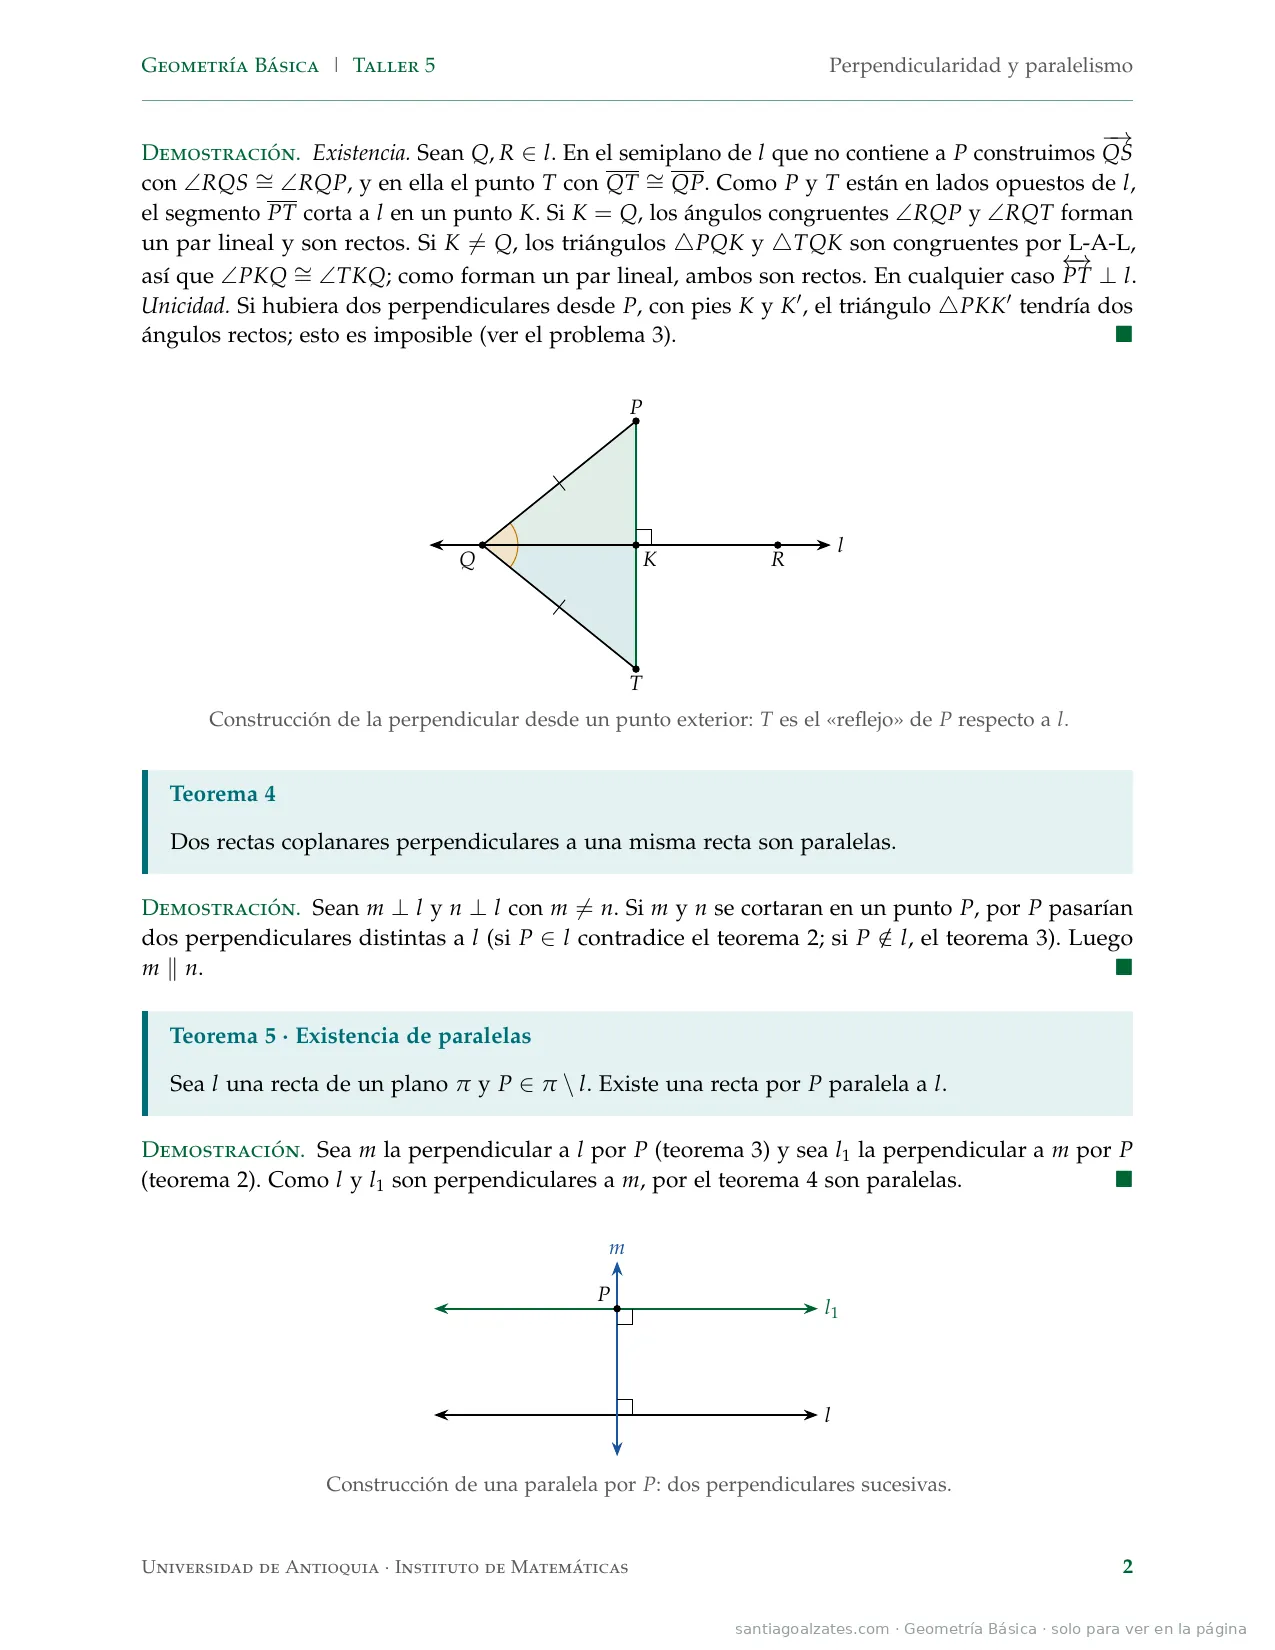 Geometría Básica | Taller 5 Perpendicularidad y paralelismo
Demostración. Existencia. Sean Q, R ∈ l. En el semiplano de l que no contiene a P construimos $\overrightarrow{QS}$
con ∠RQS ≅ ∠RQP, y en ella el punto T con $\overline{QT}$ ≅ $\overline{QP}$. Como P y T están en lados opuestos de l,
el segmento $\overline{PT}$ corta a l en un punto K. Si K = Q, los ángulos congruentes ∠RQP y ∠RQT forman
un par lineal y son rectos. Si K ≠ Q, los triángulos △PQK y △TQK son congruentes por L-A-L,
así que ∠PKQ ≅ ∠TKQ; como forman un par lineal, ambos son rectos. En cualquier caso $\overleftrightarrow{PT}$ ⊥ l.
Unicidad. Si hubiera dos perpendiculares desde P, con pies K y K′, el triángulo △PKK′ tendría dos
ángulos rectos; esto es imposible (ver el problema 3). ■
P
Q
K
R
l
T
Construcción de la perpendicular desde un punto exterior: T es el «reflejo» de P respecto a l.
Teorema 4
Dos rectas coplanares perpendiculares a una misma recta son paralelas.
Demostración. Sean m ⊥ l y n ⊥ l con m ≠ n. Si m y n se cortaran en un punto P, por P pasarían
dos perpendiculares distintas a l (si P ∈ l contradice el teorema 2; si P ∉ l, el teorema 3). Luego
m ∥ n. ■
Teorema 5 · Existencia de paralelas
Sea l una recta de un plano π y P ∈ π \ l. Existe una recta por P paralela a l.
Demostración. Sea m la perpendicular a l por P (teorema 3) y sea l₁ la perpendicular a m por P
(teorema 2). Como l y l₁ son perpendiculares a m, por el teorema 4 son paralelas. ■
m
P
l₁
l
Construcción de una paralela por P: dos perpendiculares sucesivas.
Universidad de Antioquia · Instituto de Matemáticas 2
santiagoalzates.com · Geometría Básica · solo para ver en la página